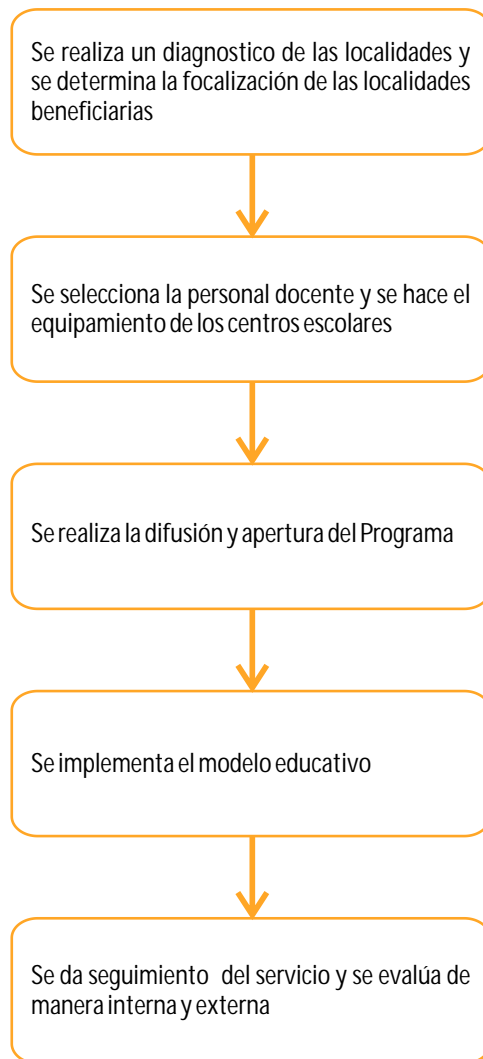 Se realiza un diagnostico de las localidades y
se determina la focalización de las localidades
beneficiarias
Se selecciona la personal docente y se hace el
equipamiento de los centros escolares
Se realiza la difusión y apertura del Programa
Se implementa el modelo educativo
Se da seguimiento del servicio y se evalúa de
manera interna y externa